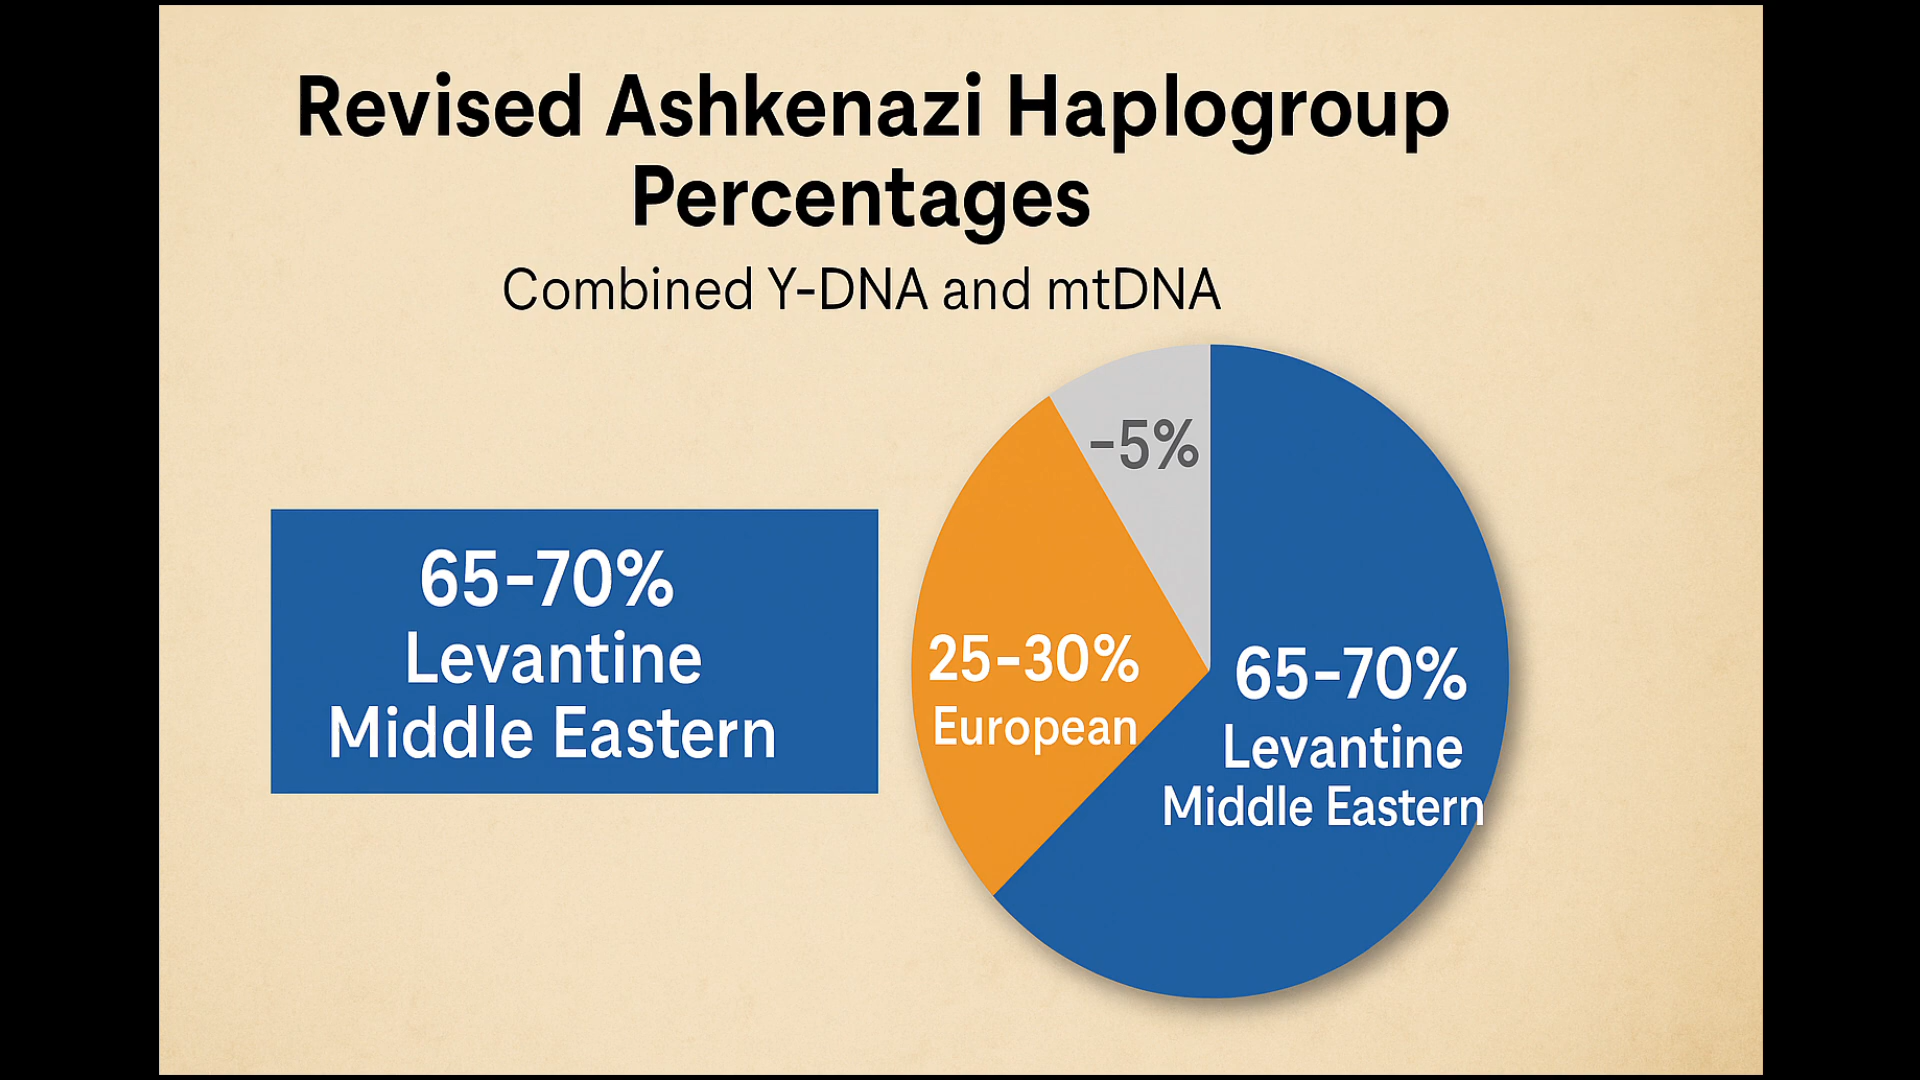 Revised Ashkenazi Haplogroup
Percentages
Combined Y-DNA and mtDNA
65-70%
Levantine
Middle Eastern
-5%
25-30%
European
65-70%
Levantine
Middle Eastern